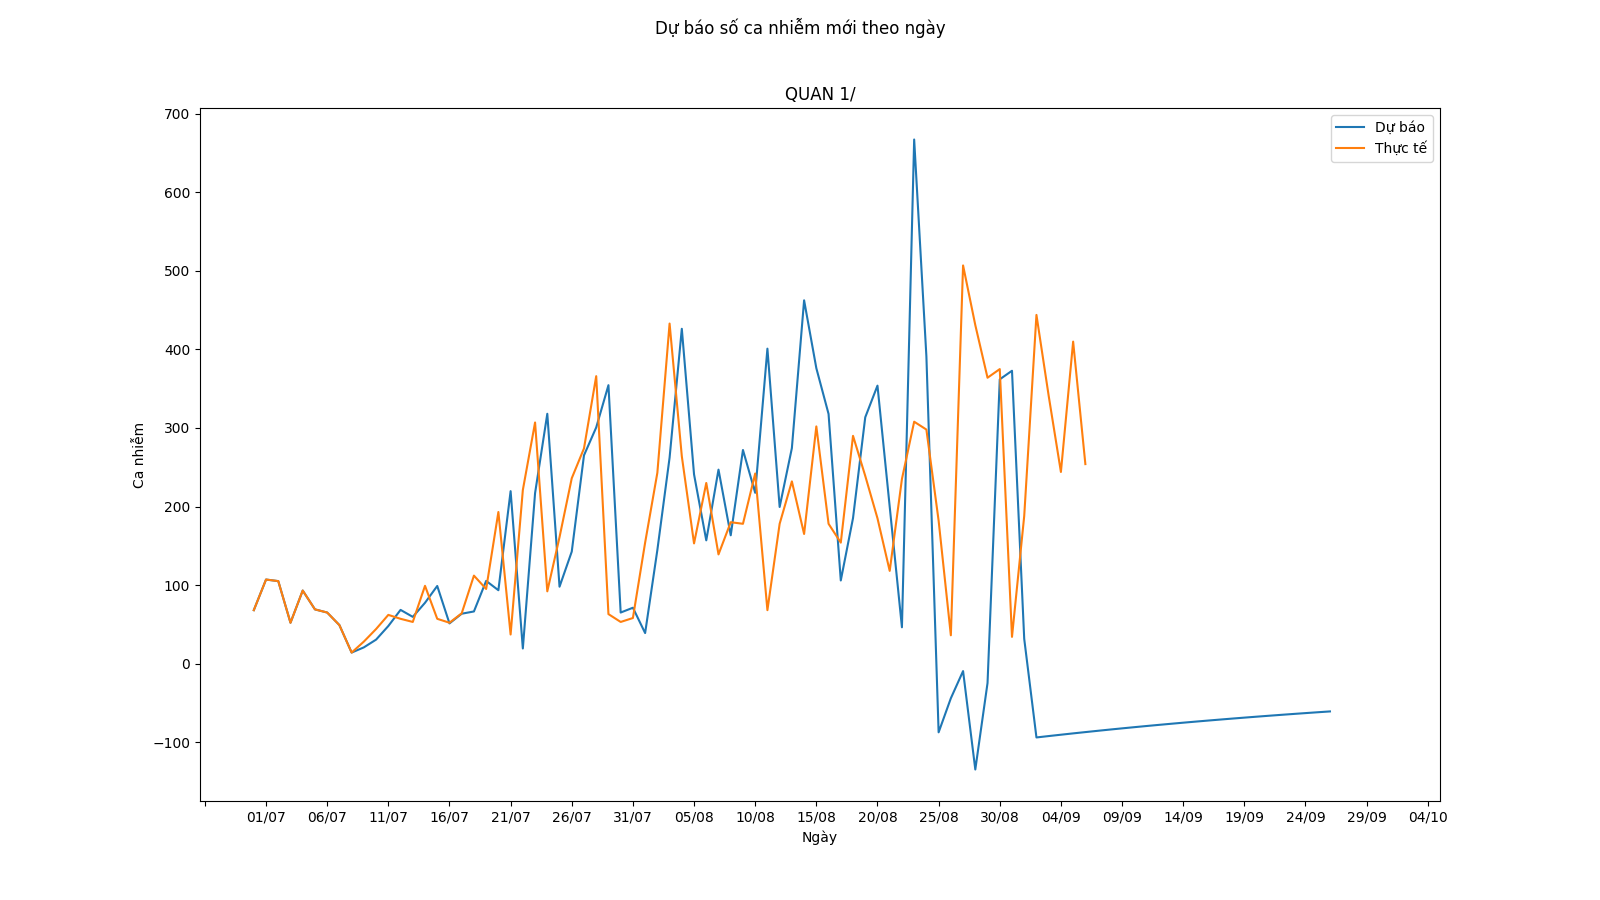 Dự báo số ca nhiễm mới theo ngày
QUAN 1/
Dự báo
Thực tế
700
600
500
400
300
200
100
0
−100
Ca nhiễm
01/07 06/07 11/07 16/07 21/07 26/07 31/07 05/08 10/08 15/08 20/08 25/08 30/08 04/09 09/09 14/09 19/09 24/09 29/09 04/10
Ngày